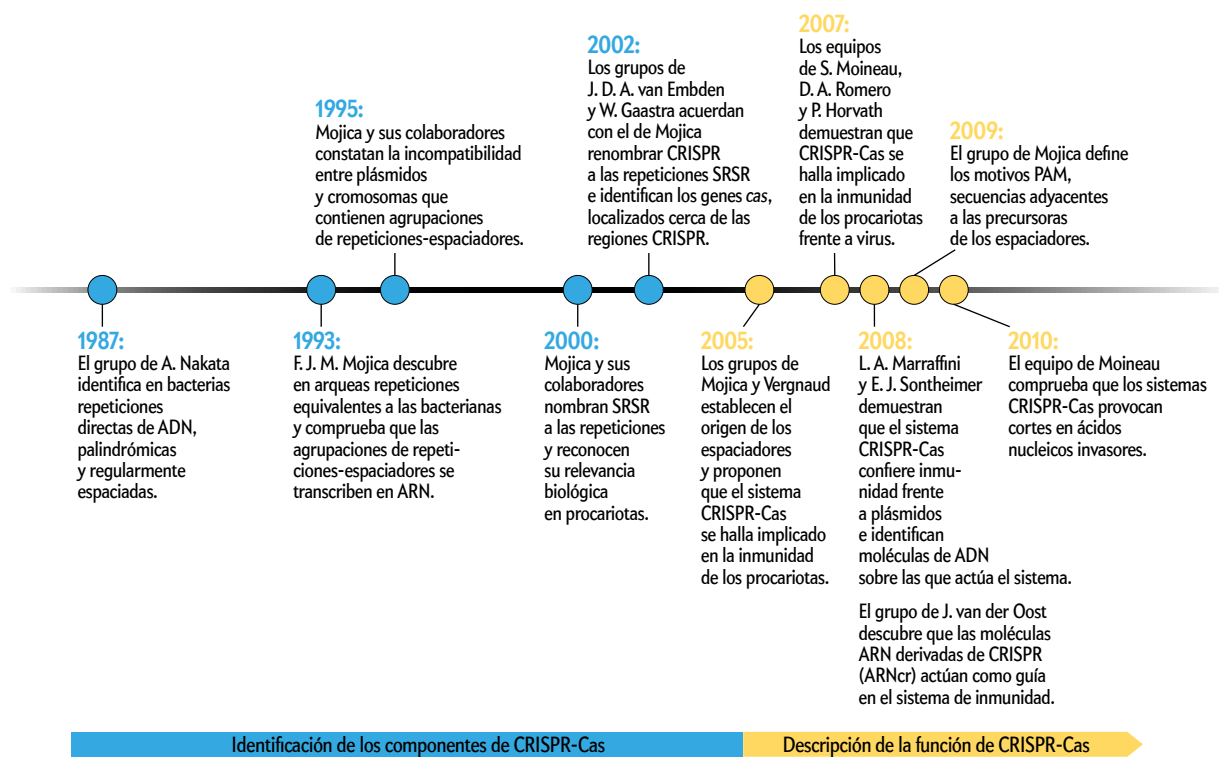 2007:
Los equipos
de S. Moineau,
D. A. Romero
y P. Horvath
demuestran que
CRISPR-Cas se
halla implicado
en la inmunidad
de los procariotas
frente a virus.
2002:
Los grupos de
J. D. A. van Embden
y W. Gaastra acuerdan
con el de Mojica
renombrar CRISPR
a las repeticiones SRSR
e identifican los genes cas,
localizados cerca de las
regiones CRISPR.
1995:
Mojica y sus colaboradores
constatan la incompatibilidad
entre plásmidos
y cromosomas que
contienen agrupaciones
de repeticiones-espaciadores.
2009:
El grupo de Mojica define
los motivos PAM,
secuencias adyacentes
a las precursoras
de los espaciadores.
1987:
El grupo de A. Nakata
identifica en bacterias
repeticiones
directas de ADN,
palindrómicas
y regularmente
espaciadas.
1993:
F. J. M. Mojica descubre
en arqueas repeticiones
equivalentes a las bacterianas
y comprueba que las
agrupaciones de repeti-
ciones-espaciadores se
transcriben en ARN.
2000:
Mojica y sus
colaboradores
nombran SRSR
a las repeticiones
y reconocen
su relevancia
biológica
en procariotas.
2005:
Los grupos de
Mojica y Vergnaud
establecen el
origen de los
espaciadores
y proponen
que el sistema
CRISPR-Cas
se halla implicado
en la inmunidad
de los procariotas.
2008:
L. A. Marraffini
y E. J. Sontheimer
demuestran
que el sistema
CRISPR-Cas
confiere inmu-
nidad frente
a plásmidos
e identifican
moléculas de ADN
sobre las que actúa el sistema.
El grupo de J. van der Oost
descubre que las moléculas
ARN derivadas de CRISPR
(ARNcr) actúan como guía
en el sistema de inmunidad.
2010:
El equipo de Moineau
comprueba que los sistemas
CRISPR-Cas provocan
cortes en ácidos
nucleicos invasores.
Identificación de los componentes de CRISPR-Cas
Descripción de la función de CRISPR-Cas